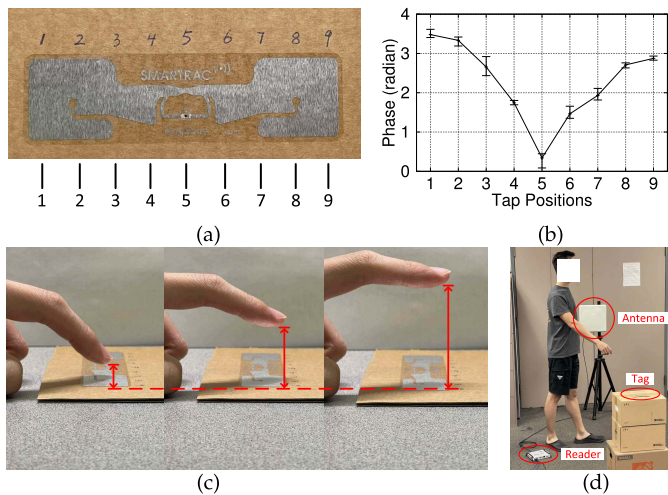 1 2 3 4 5 6 7 8 9
SMARTRAC
1 2 3 4 5 6 7 8 9
(a)
Phase (radian)
4
3
2
1
0
1 2 3 4 5 6 7 8 9
Tap Positions
(b)
(c)
Antenna
Tag
Reader
(d)